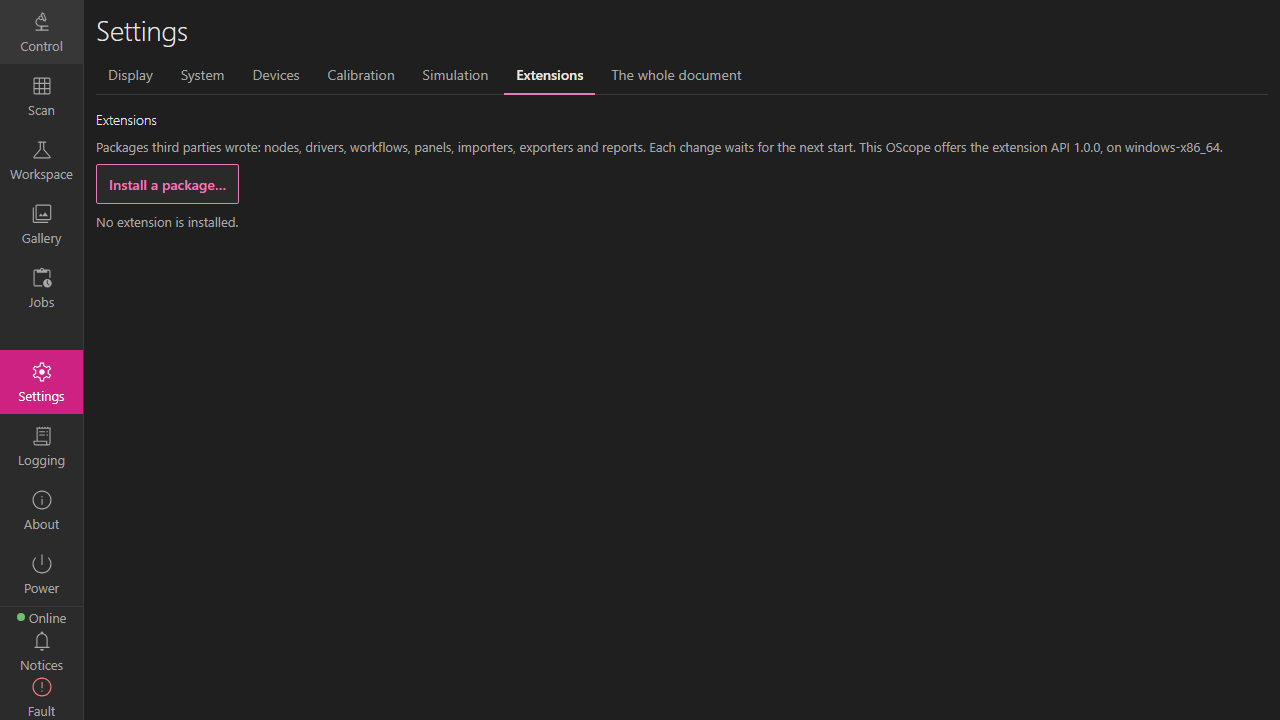 Settings
Control
Scan
Workspace
Gallery
Jobs
Settings
Logging
About
Power
Online
Notices
Fault
Display
System
Devices
Calibration
Simulation
Extensions
The whole document
Extensions
Packages third parties wrote: nodes, drivers, workflows, panels, importers, exporters and reports. Each change waits for the next start. This OScope offers the extension API 1.0.0, on windows-x86_64.
Install a package...
No extension is installed.